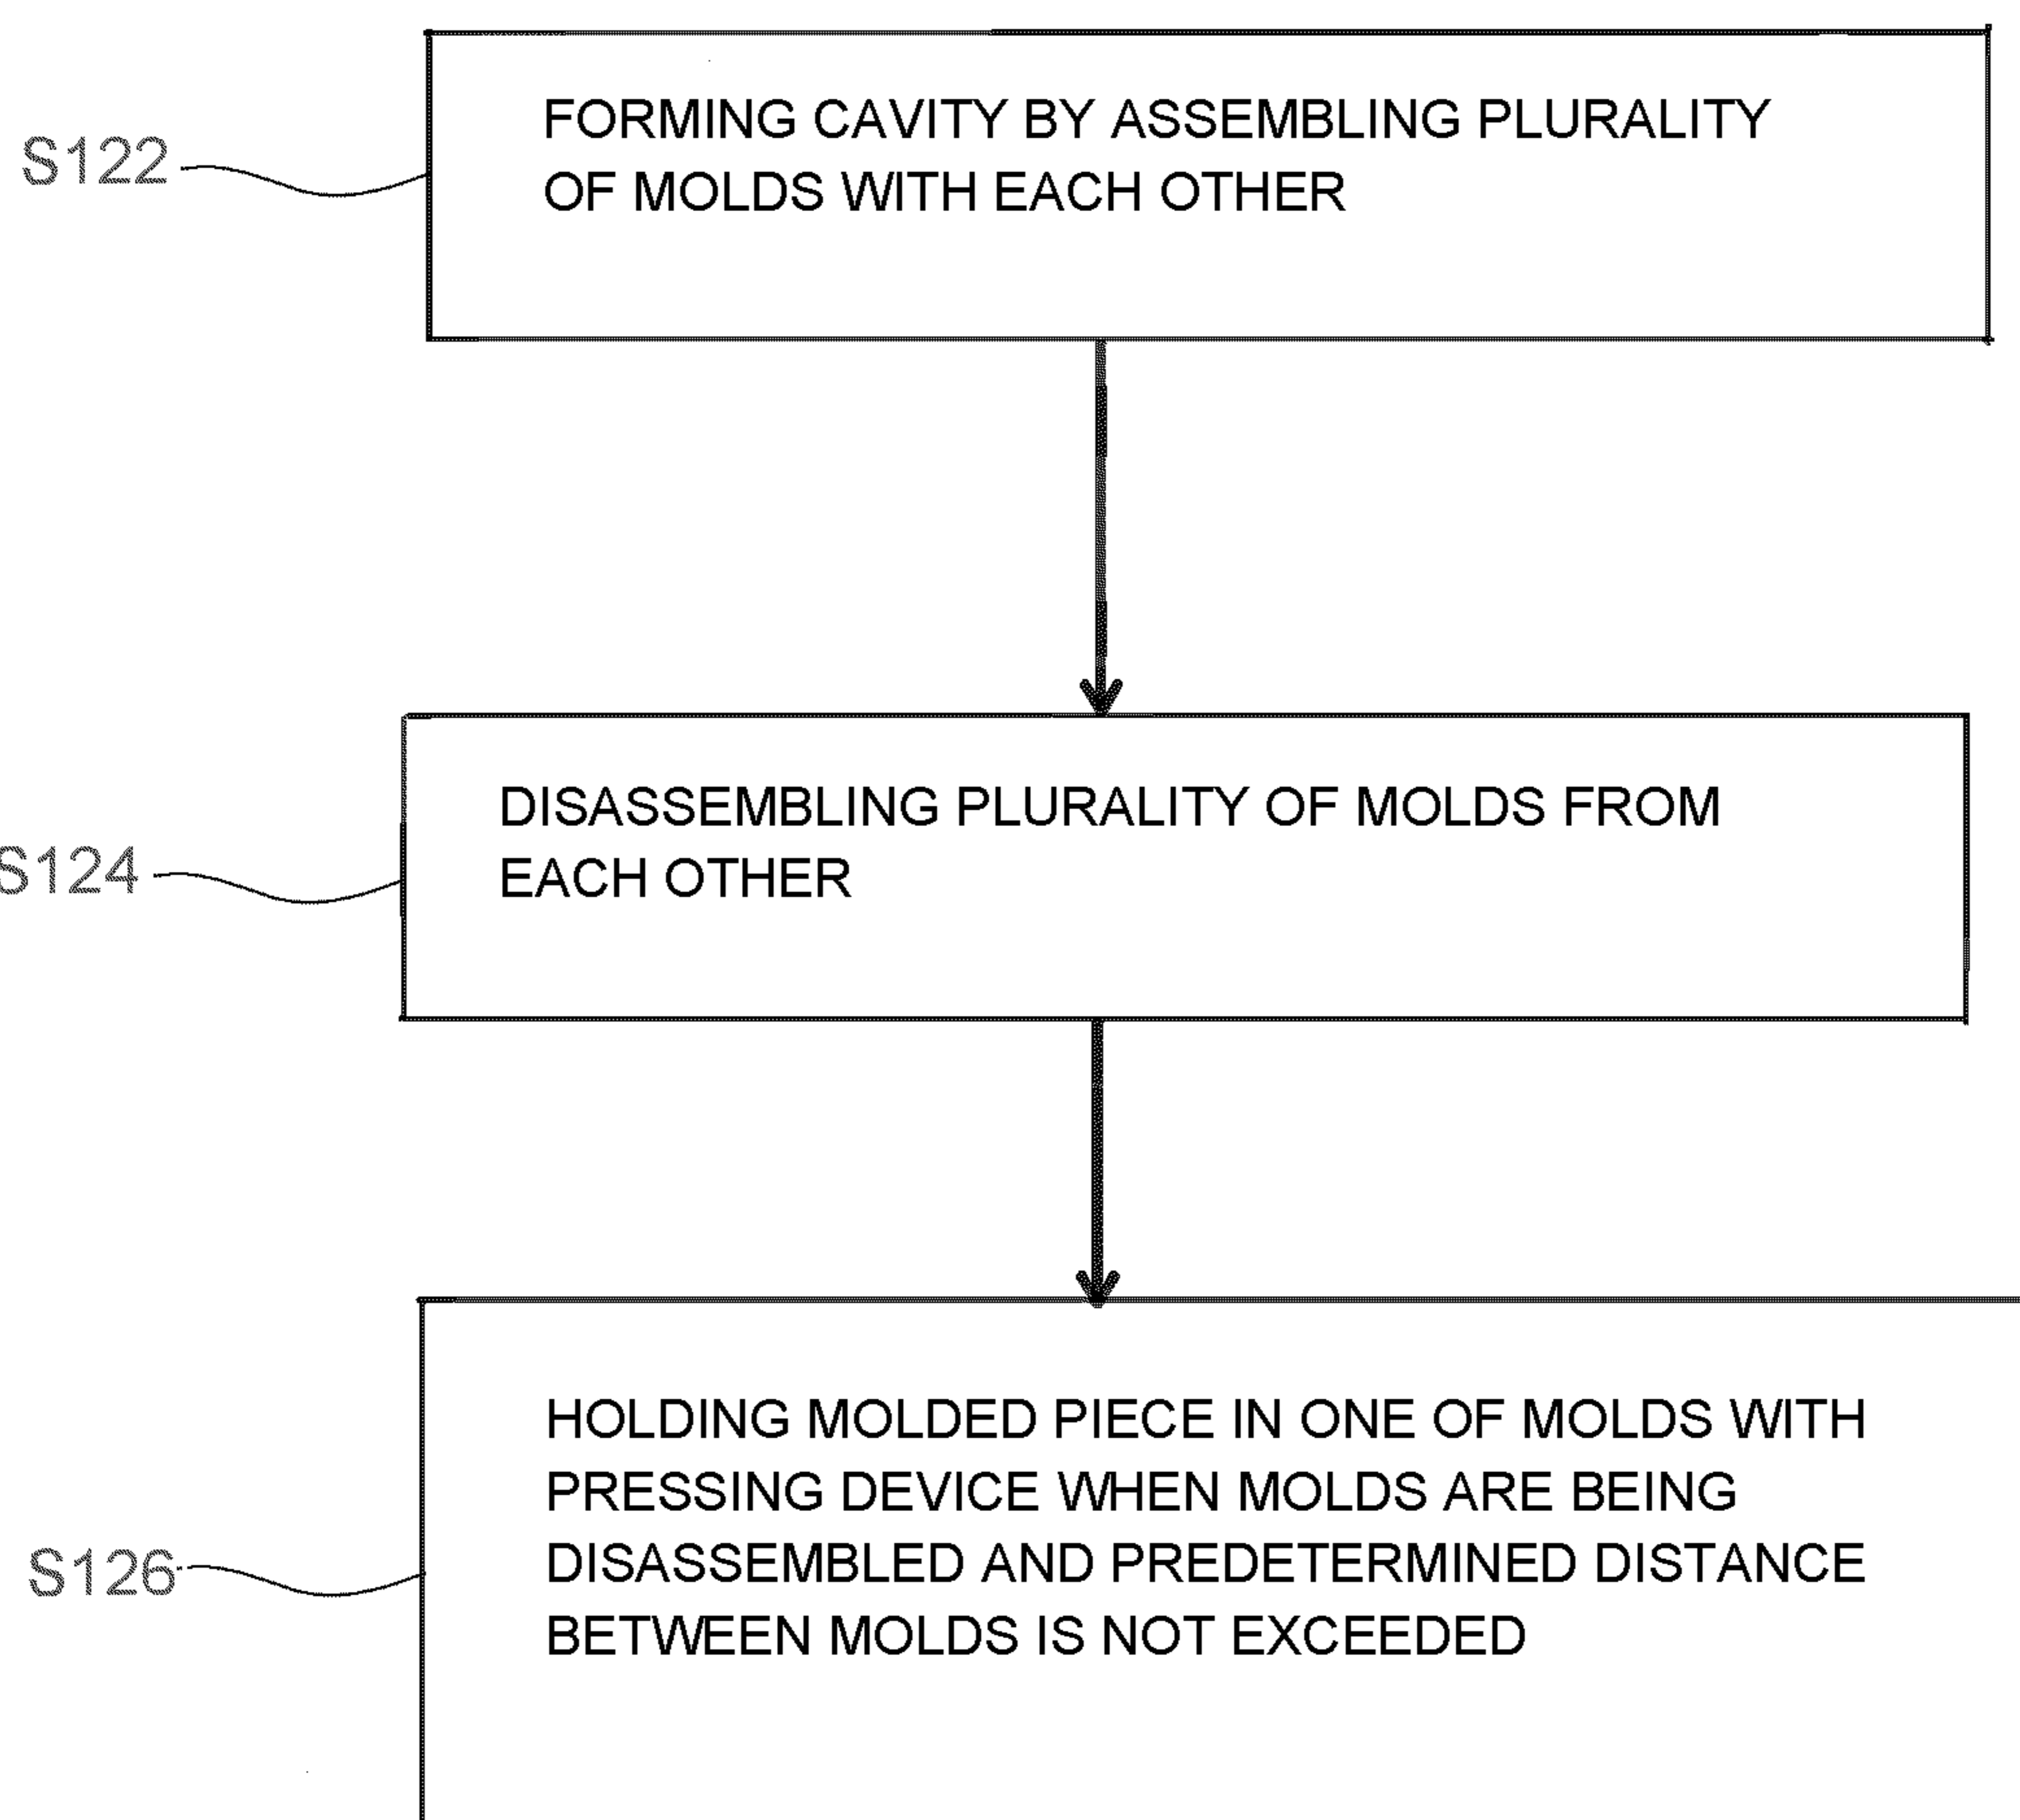 S122
FORMING CAVITY BY ASSEMBLING PLURALITY
OF MOLDS WITH EACH OTHER
S124
DISASSEMBLING PLURALITY OF MOLDS FROM
EACH OTHER
S126
HOLDING MOLDED PIECE IN ONE OF MOLDS WITH
PRESSING DEVICE WHEN MOLDS ARE BEING
DISASSEMBLED AND PREDETERMINED DISTANCE
BETWEEN MOLDS IS NOT EXCEEDED